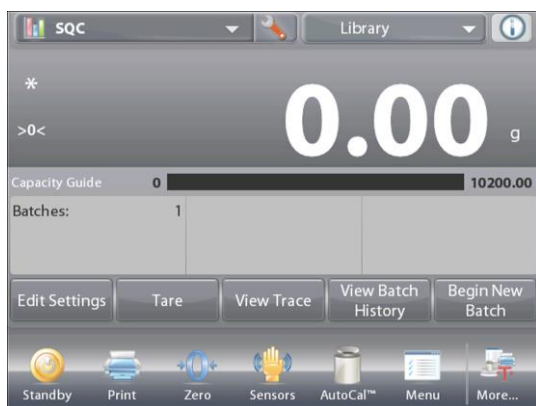 SQC Library
*
>0<
0.00 g
Capacity Guide 0 10200.00
Batches: 1
Edit Settings
Tare
View Trace
View Batch
History
Begin New
Batch
Standby
Print
Zero
Sensors
AutoCal™
Menu
More...